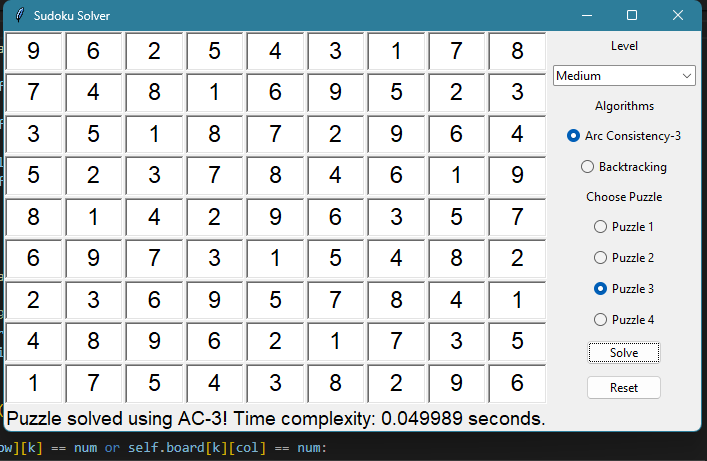 Sudoku Solver
9 6 2 5 4 3 1 7 8
7 4 8 1 6 9 5 2 3
3 5 1 8 7 2 9 6 4
5 2 3 7 8 4 6 1 9
8 1 4 2 9 6 3 5 7
6 9 7 3 1 5 4 8 2
2 3 6 9 5 7 8 4 1
4 8 9 6 2 1 7 3 5
1 7 5 4 3 8 2 9 6
Puzzle solved using AC-3! Time complexity: 0.049989 seconds.
Level
Medium
Algorithms
Arc Consistency-3
Backtracking
Choose Puzzle
Puzzle 1
Puzzle 2
Puzzle 3
Puzzle 4
Solve
Reset
ow][k] == num or self.board[k][col] == num: